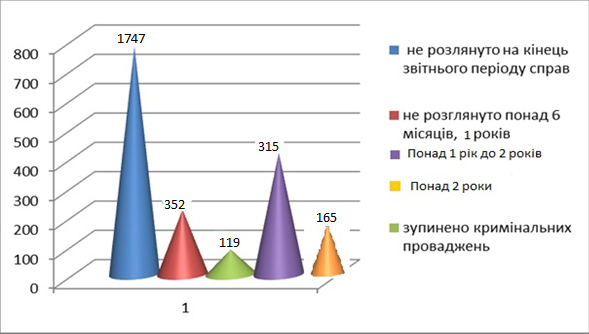 1747
800
700
600
500
400
300
200
100
0
352
119
315
165
1
не розлянуто на кінець
звітнього періоду справ
не розглянуто понад 6
місяців, 1 років
Понад 1 рік до 2 років
Понад 2 роки
зупинено кримінальних
проваджень